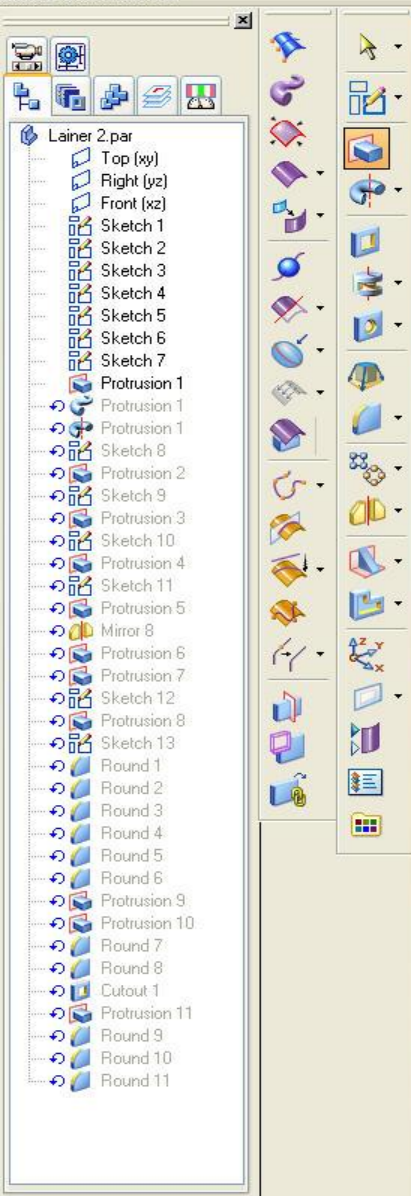 Lainer 2.par
Top (xy)
Right (yz)
Front (xz)
Sketch 1
Sketch 2
Sketch 3
Sketch 4
Sketch 5
Sketch 6
Sketch 7
Protrusion 1
Protrusion 1
Protrusion 1
Sketch 8
Protrusion 2
Sketch 9
Protrusion 3
Sketch 10
Protrusion 4
Sketch 11
Protrusion 5
Mirror 8
Protrusion 6
Protrusion 7
Sketch 12
Protrusion 8
Sketch 13
Round 1
Round 2
Round 3
Round 4
Round 5
Round 6
Protrusion 9
Protrusion 10
Round 7
Round 8
Cutout 1
Protrusion 11
Round 9
Round 10
Round 11